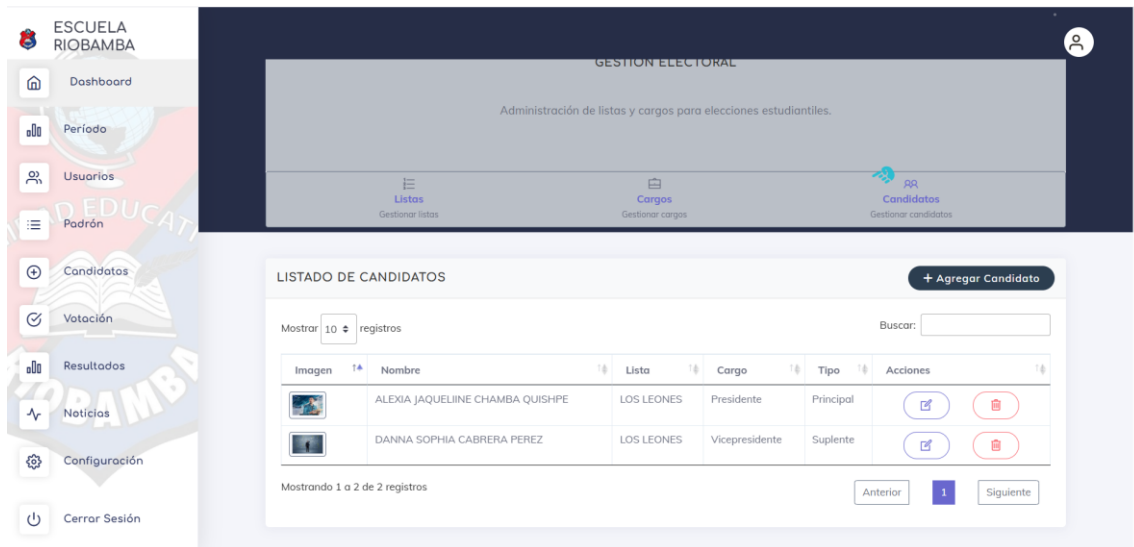 ESCUELA
RIOBAMBA
Dashboard
Período
Usuarios
Padrón
Candidatos
Votación
Resultados
Noticias
Configuración
Cerrar Sesión
GESTIÓN ELECTORAL
Administración de listas y cargos para elecciones estudiantiles.
Listas
Gestionar listas
Cargos
Gestionar cargos
Candidatos
Gestionar candidatos
LISTADO DE CANDIDATOS
+ Agregar Candidato
Mostrar 10 registros
Buscar:
Imagen Nombre Lista Cargo Tipo Acciones
ALEXIA JAQUELIINE CHAMBA QUISHPE LOS LEONES Presidente Principal
DANNA SOPHIA CABRERA PEREZ LOS LEONES Vicepresidente Suplente
Mostrando 1 a 2 de 2 registros
Anterior 1 Siguiente